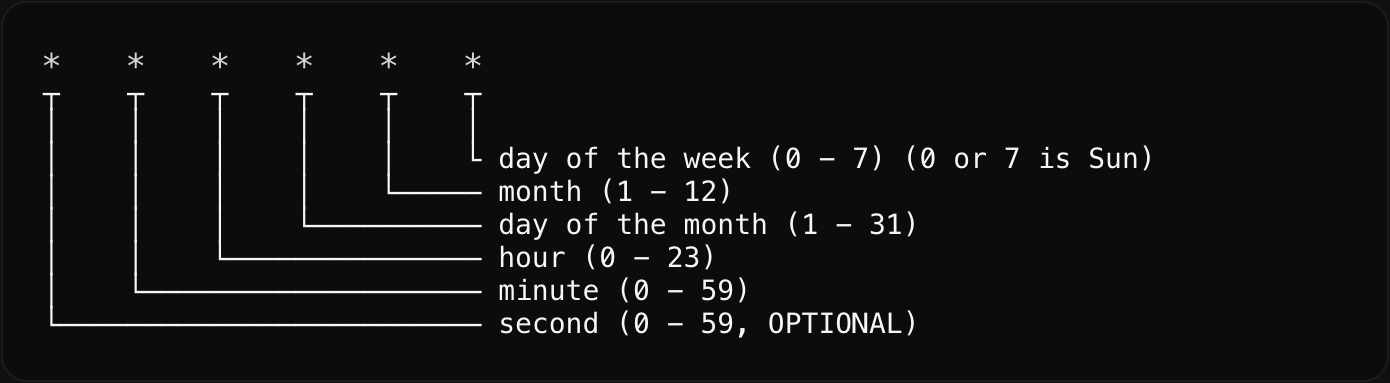 * * * * * *
day of the week (0 – 7) (0 or 7 is Sun)
month (1 – 12)
day of the month (1 – 31)
hour (0 – 23)
minute (0 – 59)
second (0 – 59, OPTIONAL)